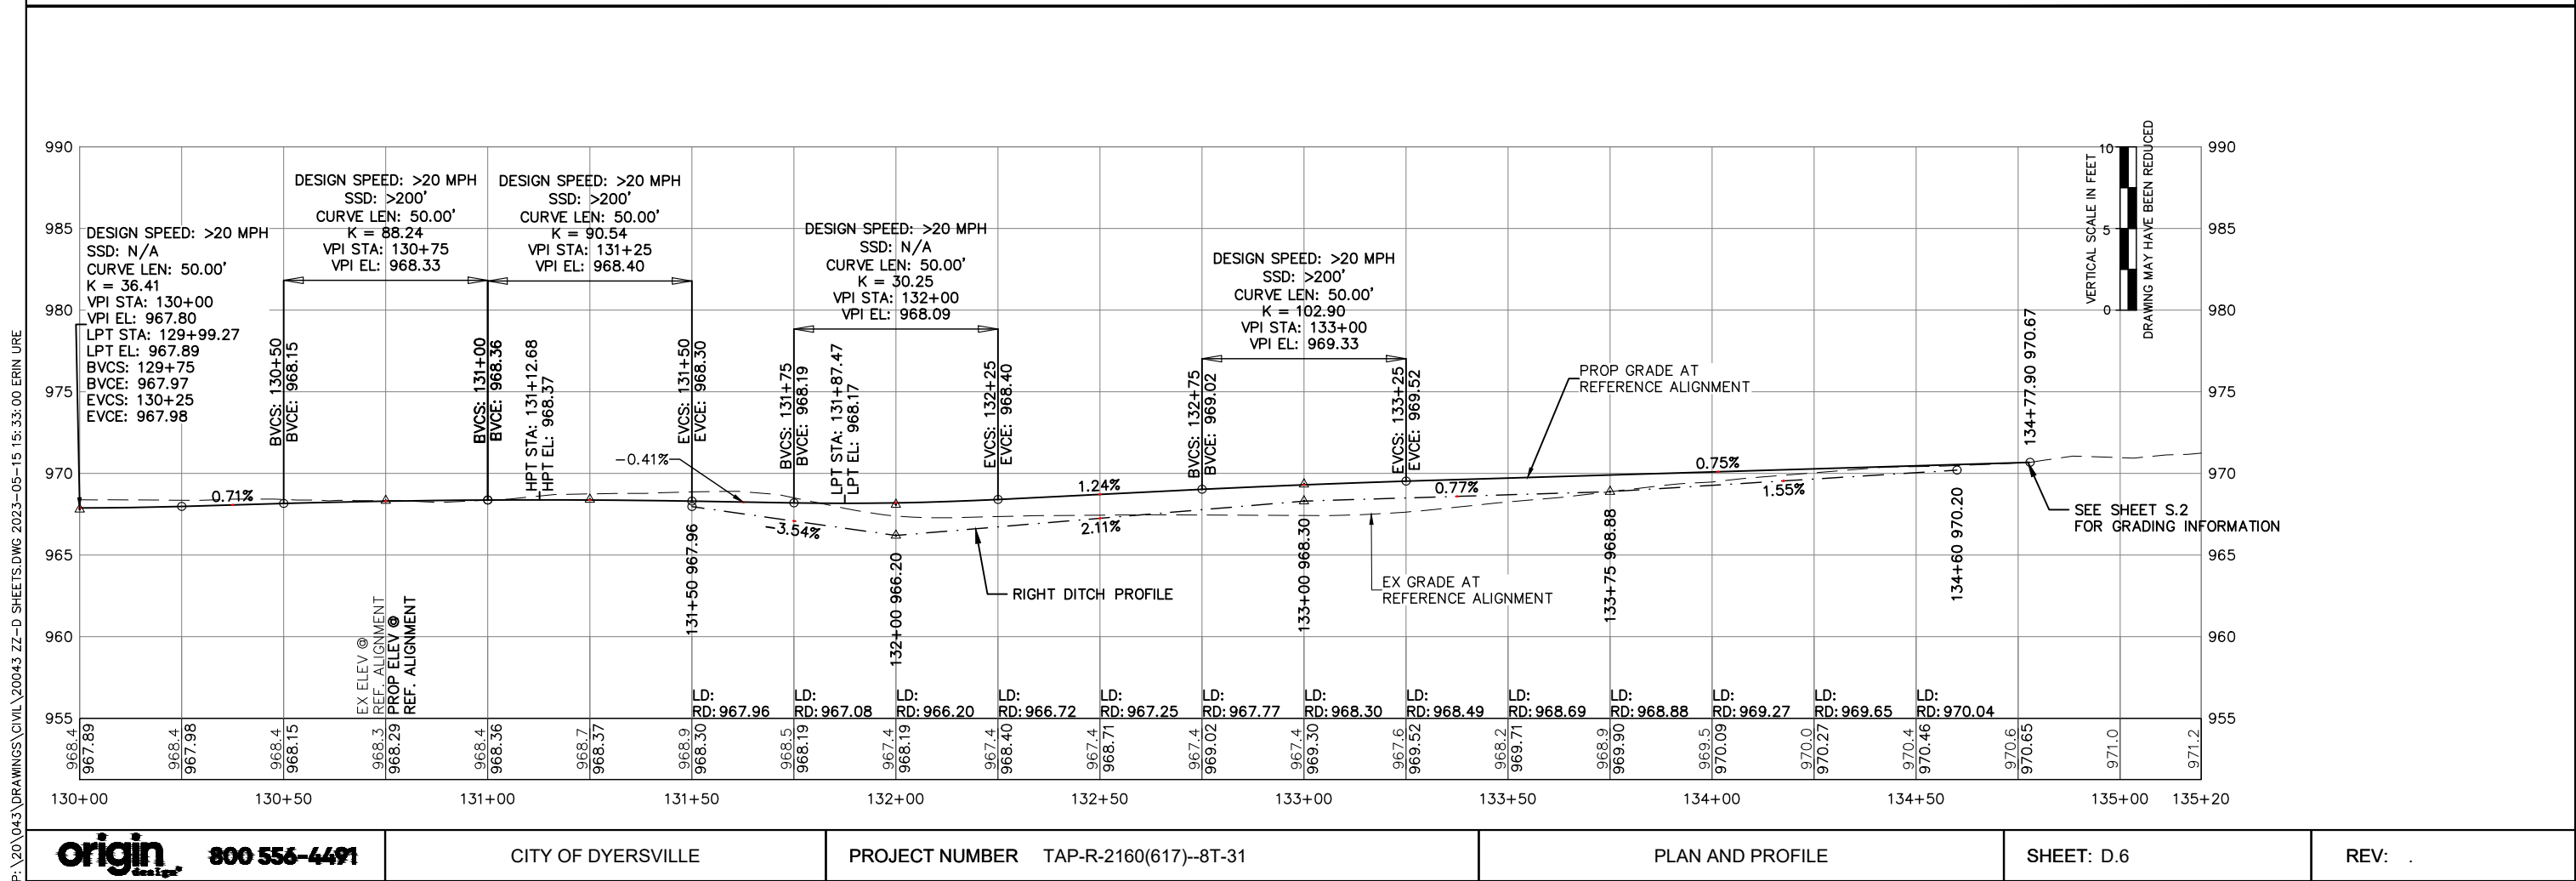 990
985
980
975
970
965
960
955
DESIGN SPEED: >20 MPH
SSD: N/A
CURVE LEN: 50.00'
K = 36.41
VPI STA: 130+00
VPI EL: 967.80
LPT STA: 129+99.27
LPT EL: 967.89
BVCS: 129+75
BVCE: 967.97
EVCS: 130+25
EVCE: 967.98
DESIGN SPEED: >20 MPH
SSD: >200'
CURVE LEN: 50.00'
K = 88.24
VPI STA: 130+75
VPI EL: 968.33
BVCS: 130+50
BVCE: 968.15
DESIGN SPEED: >20 MPH
SSD: >200'
CURVE LEN: 50.00'
K = 90.54
VPI STA: 131+25
VPI EL: 968.40
BVCS: 131+00
BVCE: 968.36
HPT STA: 131+12.68
HPT EL: 968.37
EVCS: 131+50
EVCE: 968.30
DESIGN SPEED: >20 MPH
SSD: N/A
CURVE LEN: 50.00'
K = 30.25
VPI STA: 132+00
VPI EL: 968.09
BVCS: 131+75
BVCE: 968.19
LPT STA: 131+87.47
LPT EL: 968.17
EVCS: 132+25
EVCE: 968.40
DESIGN SPEED: >20 MPH
SSD: >200'
CURVE LEN: 50.00'
K = 102.90
VPI STA: 133+00
VPI EL: 969.33
BVCS: 132+75
BVCE: 969.02
EVCS: 133+25
EVCE: 969.52
PROP GRADE AT
REFERENCE ALIGNMENT
134+77.90 970.67
VERTICAL SCALE IN FEET
10
5
0
DRAWING MAY HAVE BEEN REDUCED
990
985
980
975
970
965
960
955
0.71%
-0.41%
-3.54%
1.24%
2.11%
0.77%
0.75%
1.55%
SEE SHEET S.2
FOR GRADING INFORMATION
RIGHT DITCH PROFILE
EX GRADE AT
REFERENCE ALIGNMENT
131+50 967.96
132+00 966.20
133+00 968.30
133+75 968.88
134+60 970.20
EX ELEV @
REF. ALIGNMENT
PROP ELEV @
REF. ALIGNMENT
LD:
RD: 967.96
LD:
RD: 967.08
LD:
RD: 966.20
LD:
RD: 966.72
LD:
RD: 967.25
LD:
RD: 967.77
LD:
RD: 968.30
LD:
RD: 968.49
LD:
RD: 968.69
LD:
RD: 968.88
LD:
RD: 969.27
LD:
RD: 969.65
LD:
RD: 970.04
968.4
967.89
968.4
967.98
968.4
968.15
968.3
968.29
968.4
968.36
968.7
968.37
968.9
968.30
968.5
968.19
967.4
968.19
967.4
968.40
967.4
968.71
967.4
969.02
967.4
969.30
967.6
969.52
968.2
969.71
968.9
969.90
969.5
970.09
970.0
970.27
970.4
970.46
970.6
970.65
971.0
971.2
130+00 130+50 131+00 131+50 132+00 132+50 133+00 133+50 134+00 134+50 135+00 135+20
P:\20\043\DRAWINGS\CIVIL\20043 ZZ-D SHEETS.DWG 2023-05-15 15:33:00 ERIN URE
origin
design
800 556-4491
CITY OF DYERSVILLE
PROJECT NUMBER TAP-R-2160(617)--8T-31
PLAN AND PROFILE
SHEET: D.6
REV: .